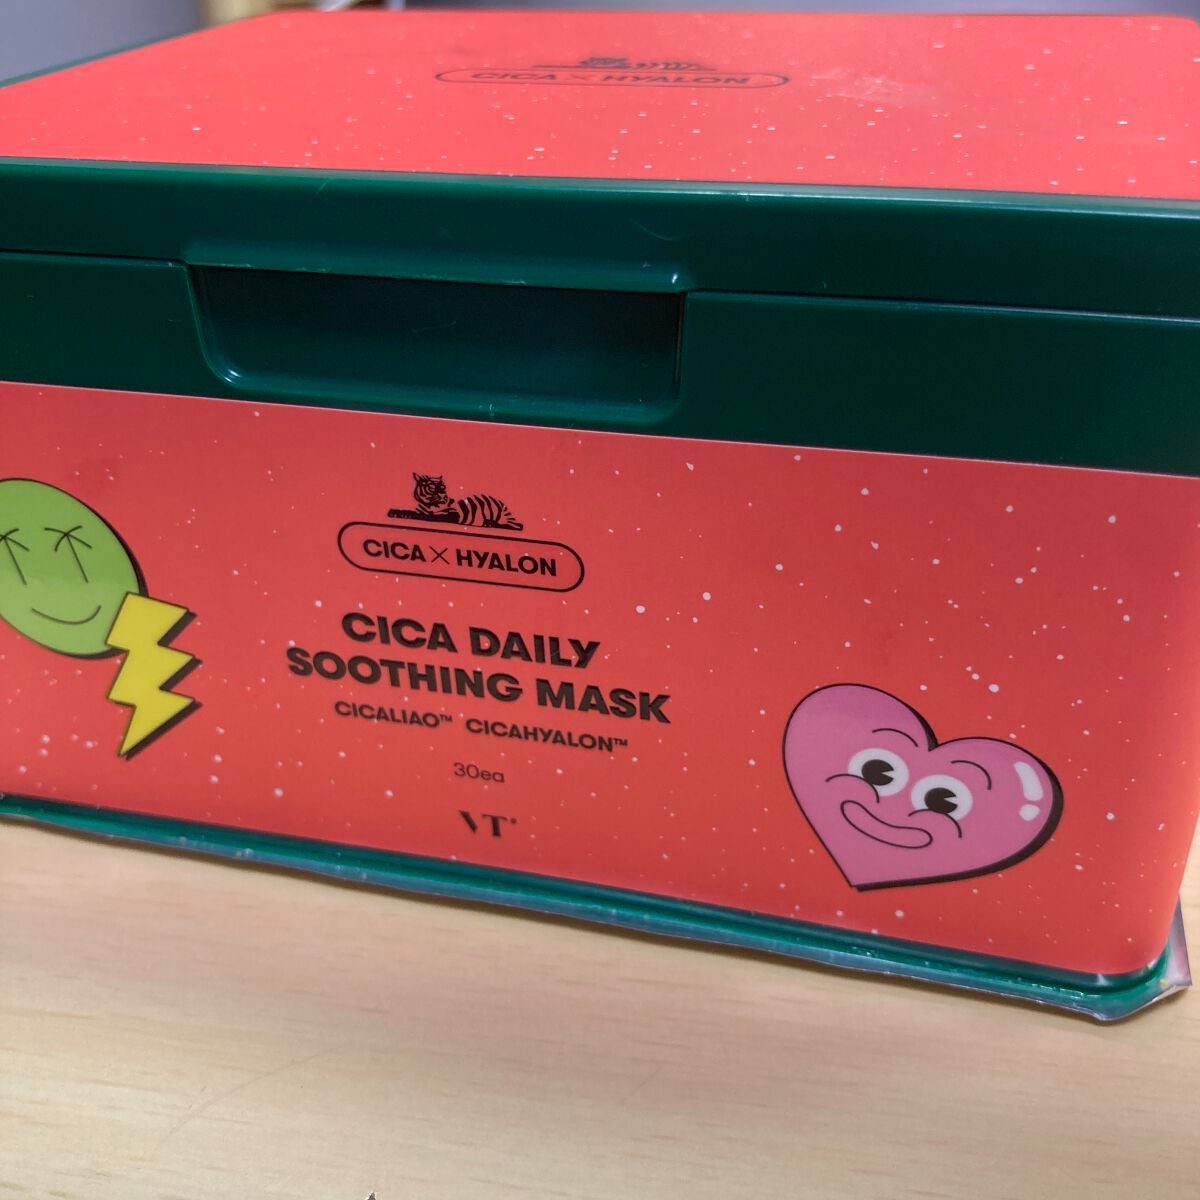 CICA × HYALON
CICA × HYALON
CICA DAILY
SOOTHING MASK
CICALIAO™ CICAHYALON™
30ea
VT